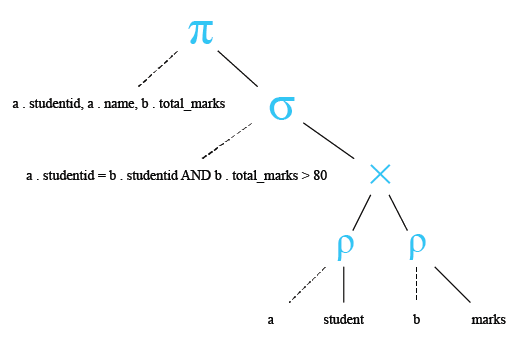 π
a . studentid, a . name, b . total_marks
σ
a . studentid = b . studentid AND b . total_marks > 80
×
ρ ρ
a student b marks